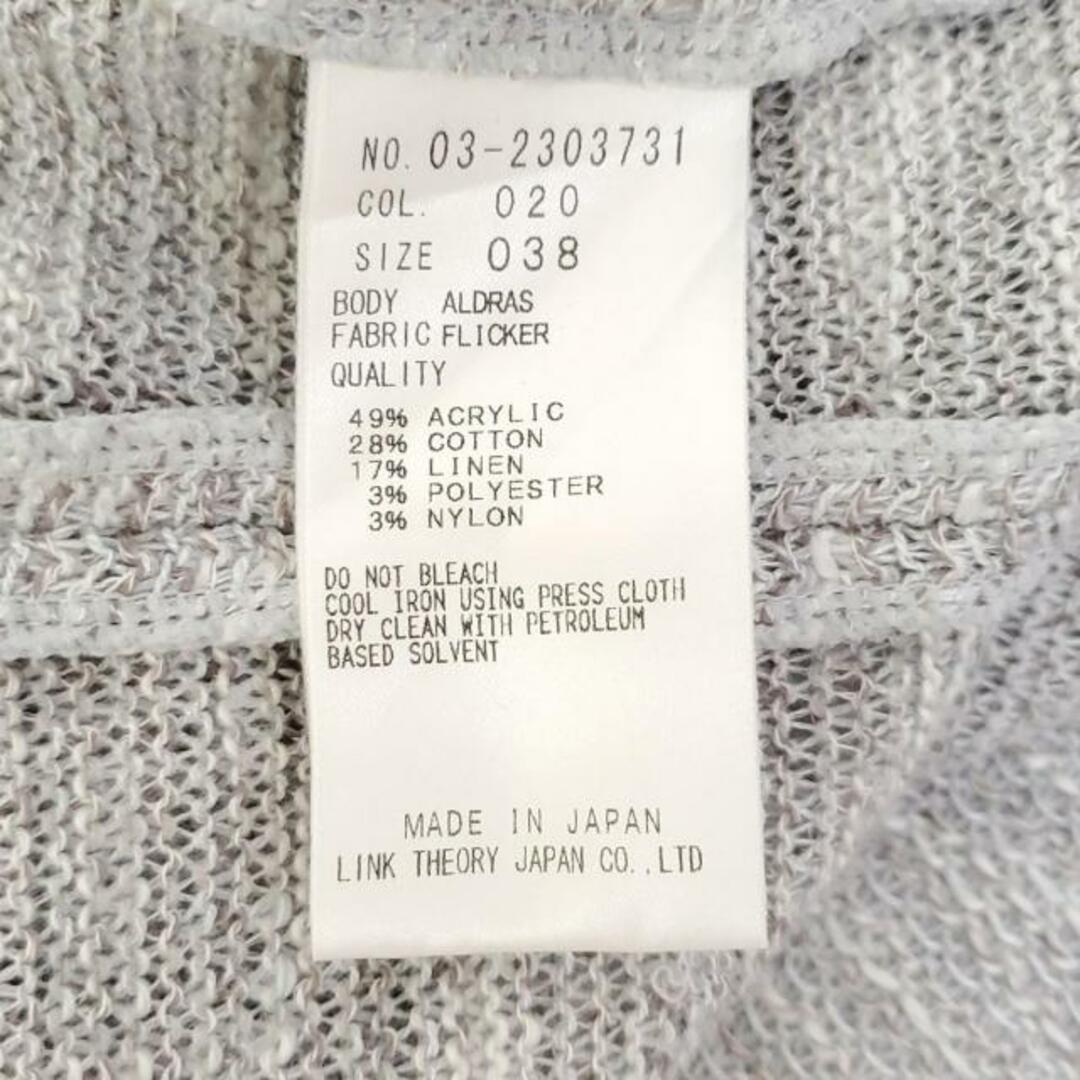 NO. 03-2303731
COL. 020
SIZE 038
BODY ALDRAS
FABRIC FLICKER
QUALITY
49% ACRYLIC
28% COTTON
17% LINEN
3% POLYESTER
3% NYLON
DO NOT BLEACH
COOL IRON USING PRESS CLOTH
DRY CLEAN WITH PETROLEUM
BASED SOLVENT
MADE IN JAPAN
LINK THEORY JAPAN CO.,LTD